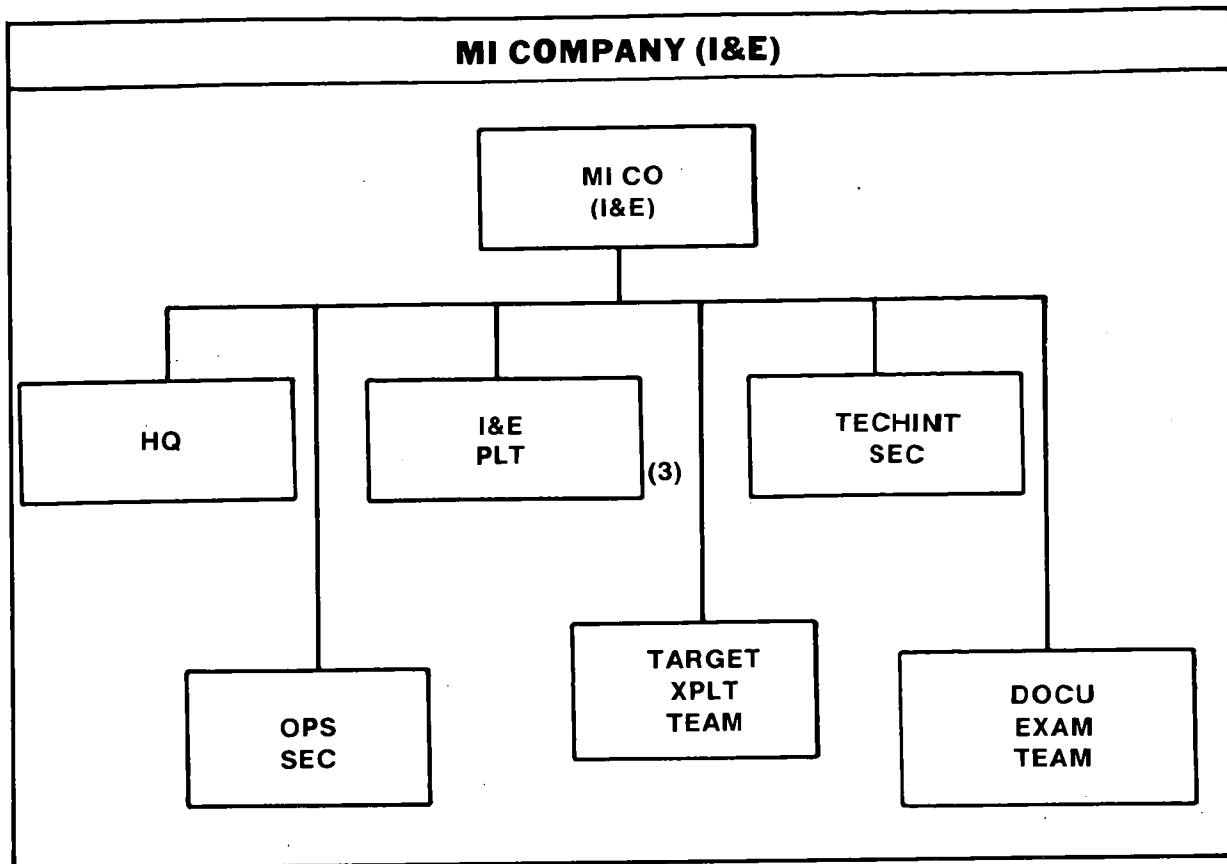 MI COMPANY (I&E)
MI CO
(I&E)
HQ
I&E
PLT
(3)
TECHINT
SEC
OPS
SEC
TARGET
XPLT
TEAM
DOCU
EXAM
TEAM